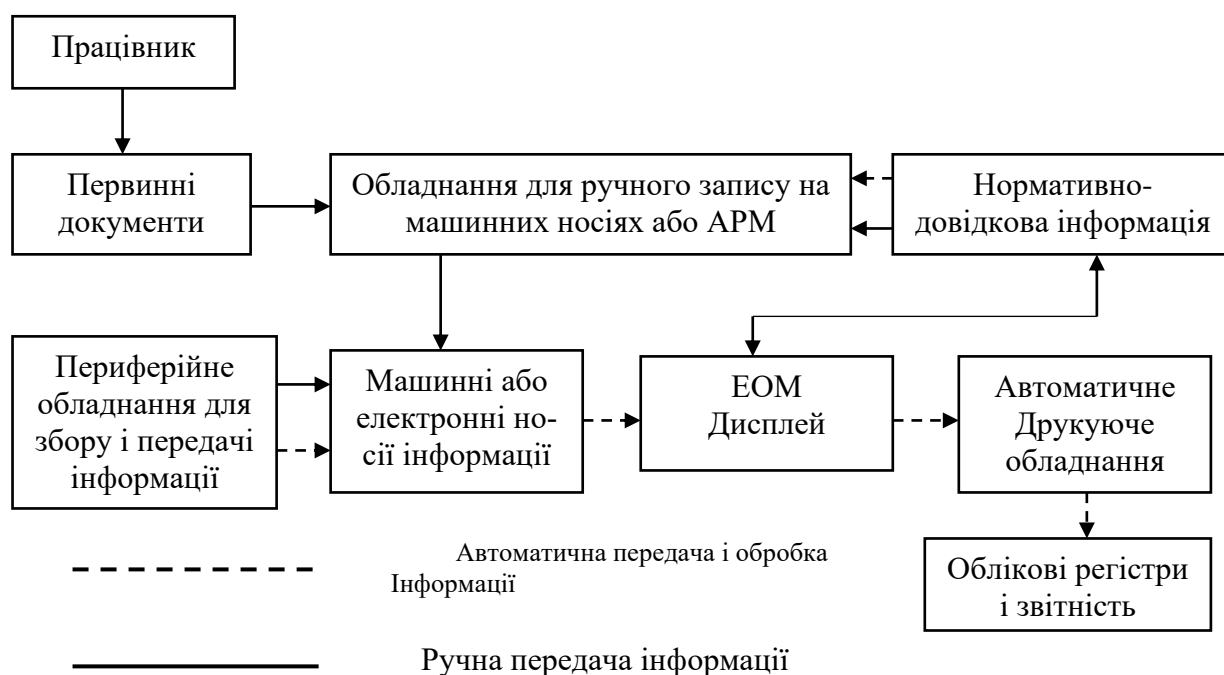 Працівник
Первинні
документи
Обладнання для ручного запису на
машинних носіях або АРМ
Нормативно-
довідкова інформація
Периферійне
обладнання для
збору і передачі
інформації
Машинні або
електронні но-
сії інформації
ЕОМ
Дисплей
Автоматичне
Друкуюче
обладнання
Облікові регістри
і звітність
Автоматична передача і обробка
Інформації
Ручна передача інформації